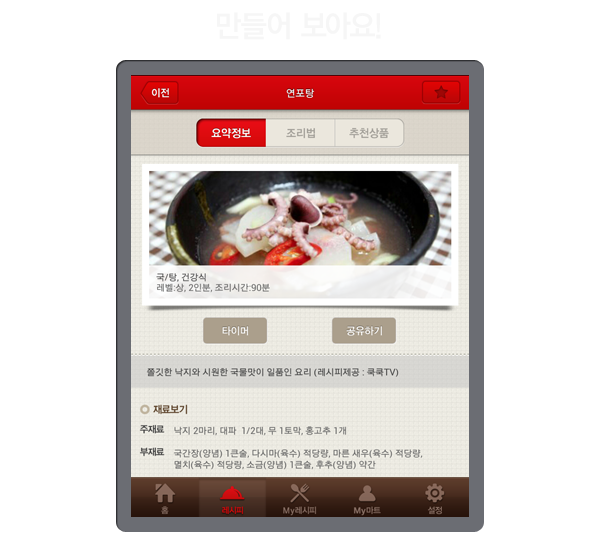 만들어 보아요!
이전
연포탕
요약정보
조리법
추천상품
국/탕, 건강식
레벨:상, 2인분, 조리시간:90분
타이머
공유하기
쫄깃한 낙지와 시원한 국물맛이 일품인 요리 (레시피제공 : 쿡쿡TV)
재료보기
주재료 낙지 2마리, 대파 1/2대, 무 1토막, 홍고추 1개
부재료 국간장(양념) 1큰술, 다시마(육수) 적당량, 마른 새우(육수) 적당량,
멸치(육수) 적당량, 소금(양념) 1큰술, 후추(양념) 약간
홈
레시피
My레시피
My마트
설정